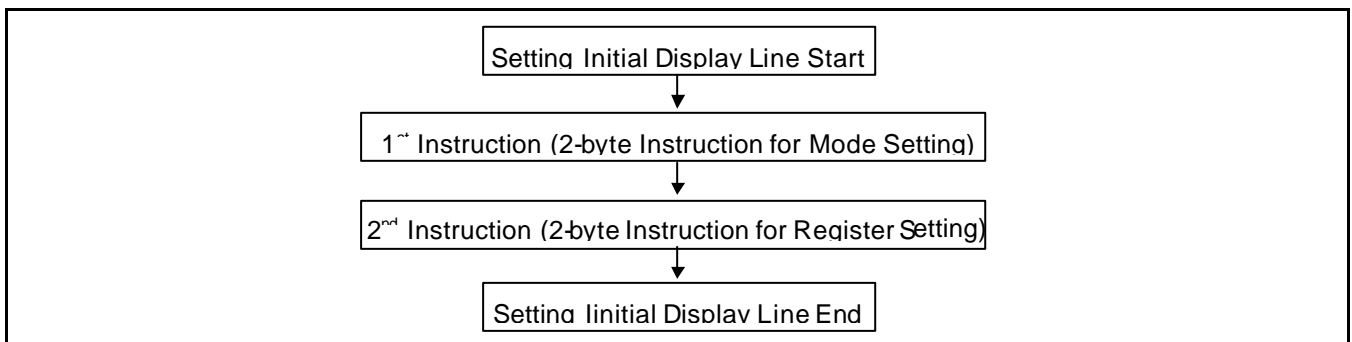 Setting Initial Display Line Start
1st Instruction (2-byte Instruction for Mode Setting)
2nd Instruction (2-byte Instruction for Register Setting)
Setting Iinitial Display Line End